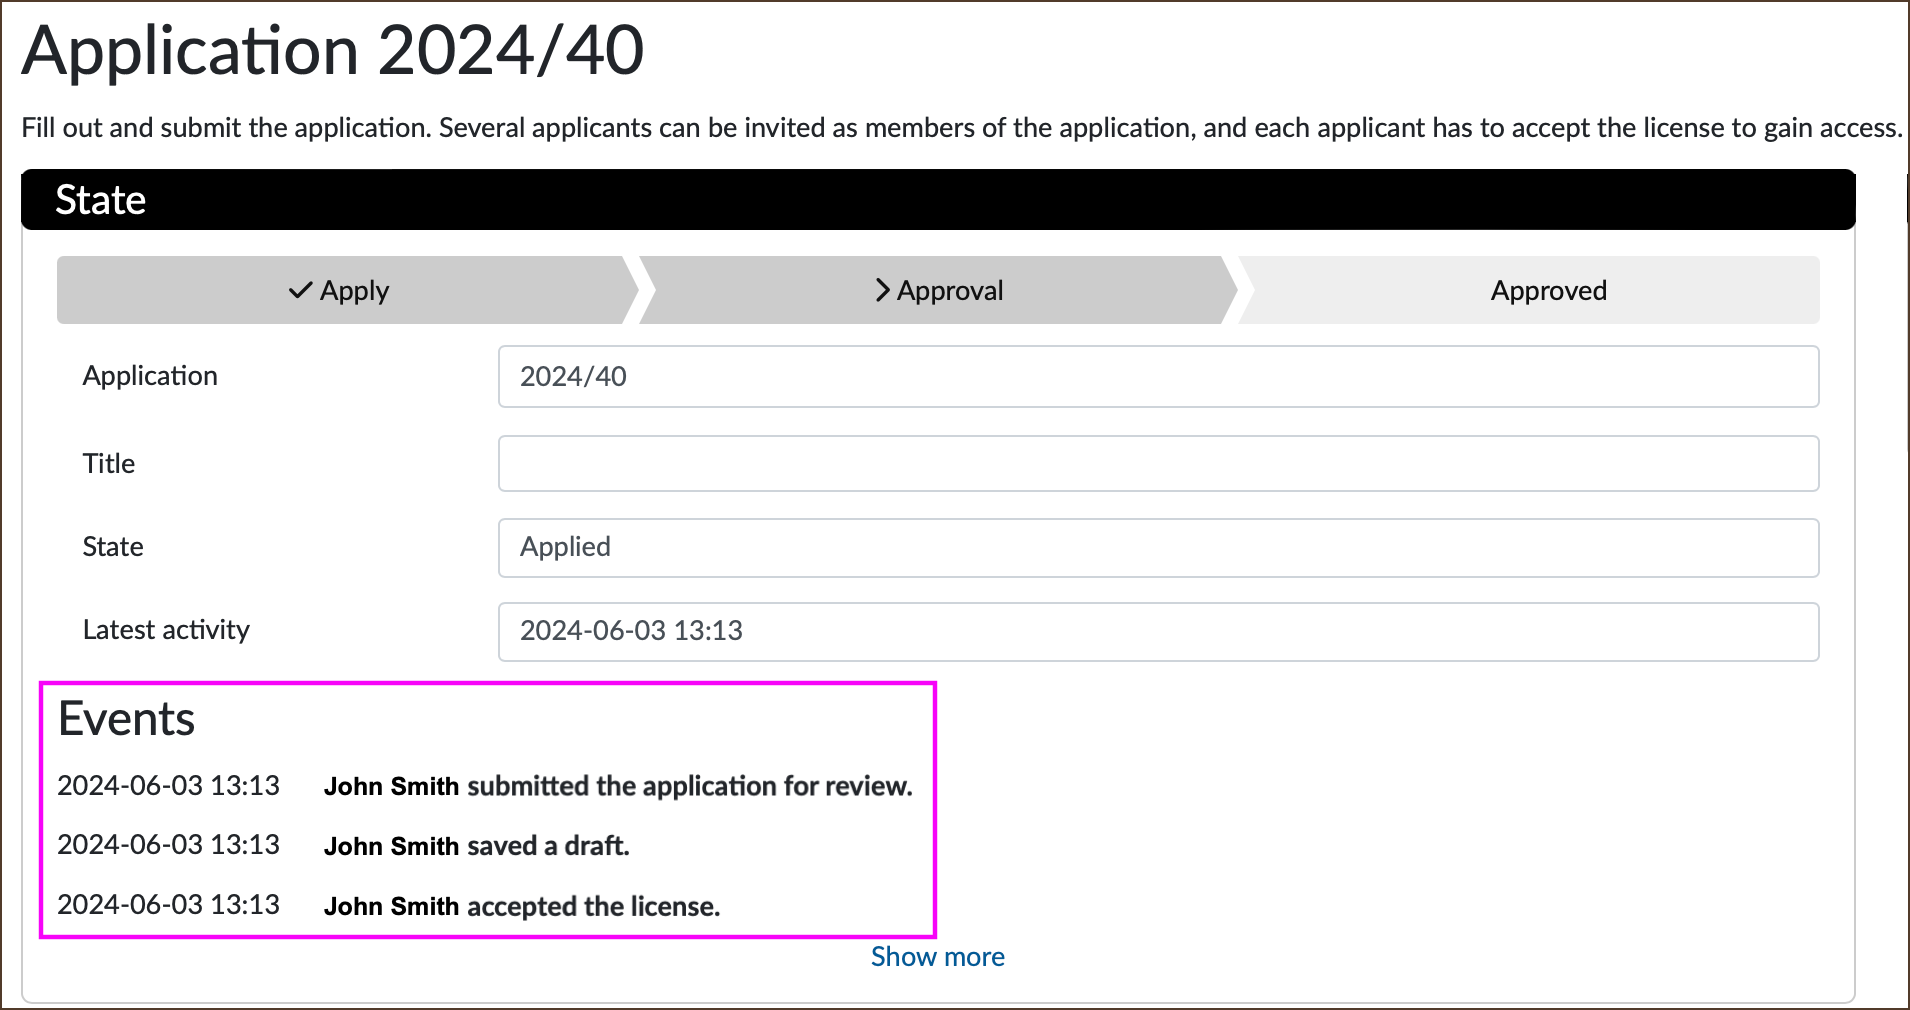 Application 2024/40
Fill out and submit the application. Several applicants can be invited as members of the application, and each applicant has to accept the license to gain access.
State
Apply
Approval
Approved
Application
2024/40
Title
State
Applied
Latest activity
2024-06-03 13:13
Events
2024-06-03 13:13 John Smith submitted the application for review.
2024-06-03 13:13 John Smith saved a draft.
2024-06-03 13:13 John Smith accepted the license.
Show more